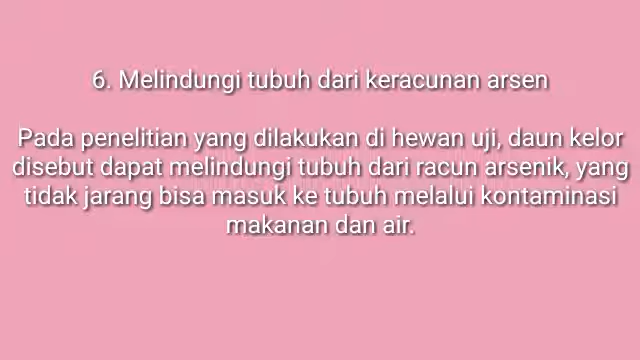 6. Melindungi tubuh dari keracunan arsen
Pada penelitian yang dilakukan di hewan uji, daun kelor
disebut dapat melindungi tubuh dari racun arsenik, yang
tidak jarang bisa masuk ke tubuh melalui kontaminasi
makanan dan air.